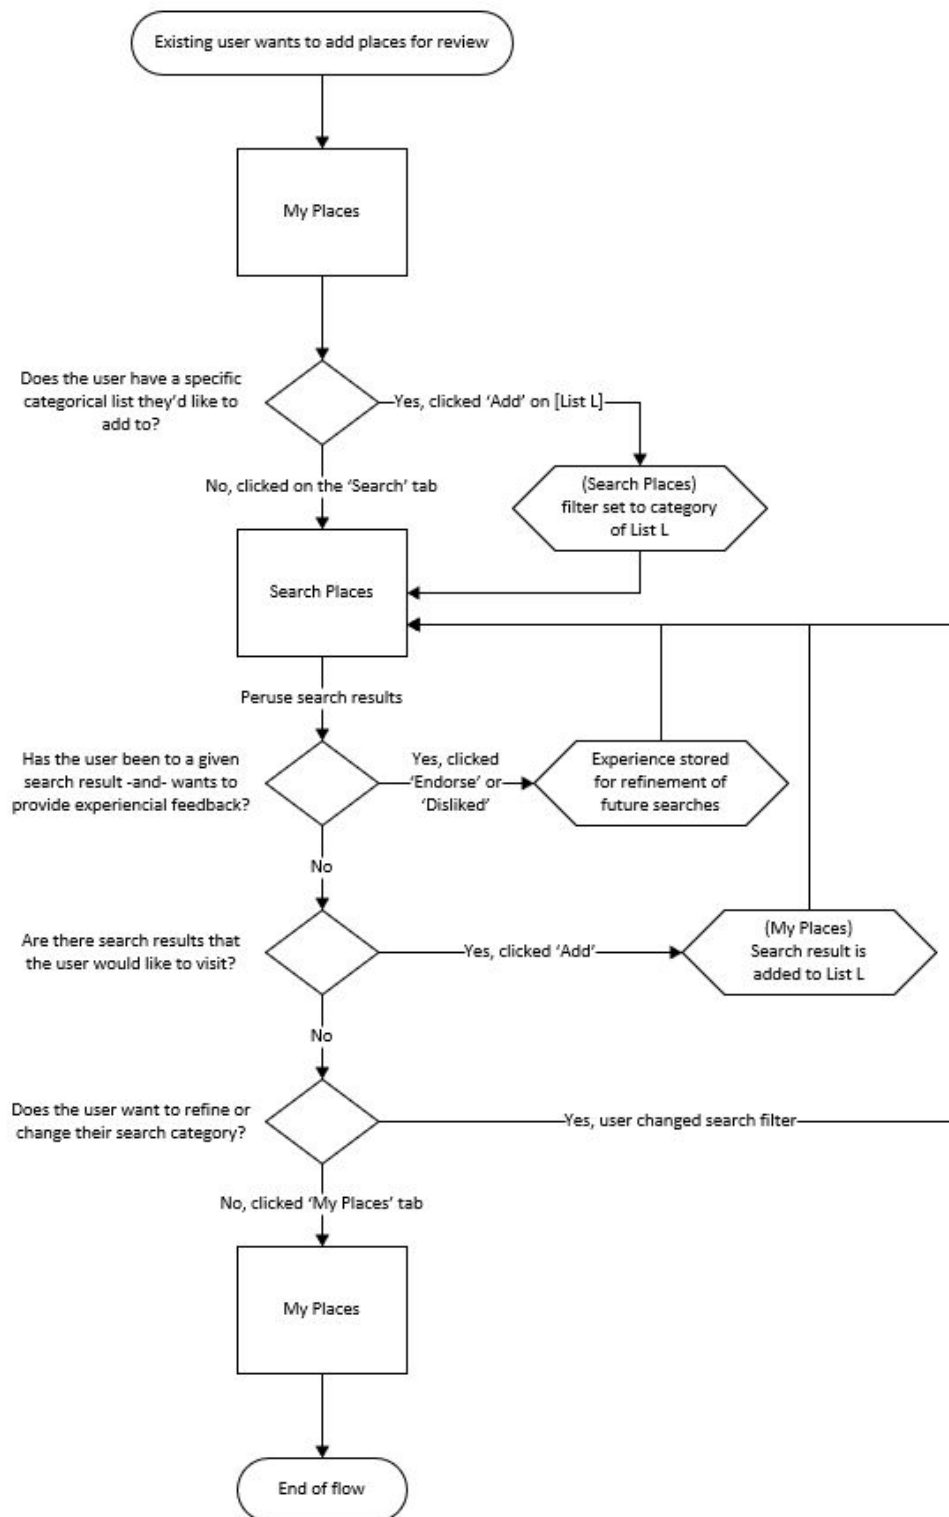 Existing user wants to add places for review
My Places
Does the user have a specific
categorical list they'd like to
add to?
Yes, clicked 'Add' on [List L]
No, clicked on the 'Search' tab
(Search Places)
filter set to category
of List L
Search Places
Peruse search results
Has the user been to a given
search result -and- wants to
provide experiencial feedback?
Yes, clicked
'Endorse' or
'Disliked'
Experience stored
for refinement of
future searches
No
Are there search results that
the user would like to visit?
Yes, clicked 'Add'
(My Places)
Search result is
added to List L
No
Does the user want to refine or
change their search category?
Yes, user changed search filter
No, clicked 'My Places' tab
My Places
End of flow